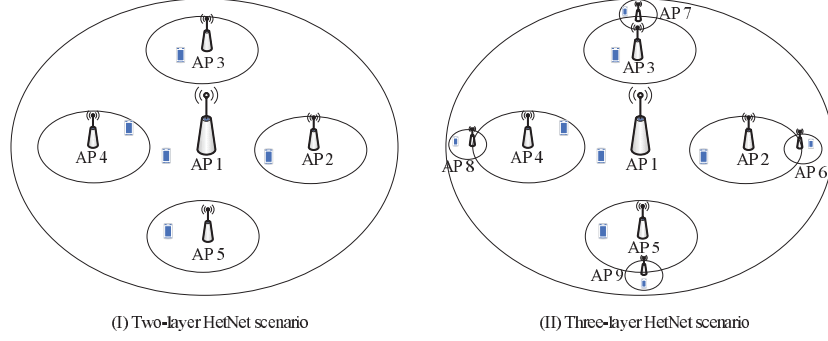 AP 3
AP 4
AP 1
AP 2
AP 5
(I) Two-layer HetNet scenario
AP 7
AP 3
AP 8
AP 4
AP 1
AP 2
AP 6
AP 5
AP 9
(II) Three-layer HetNet scenario